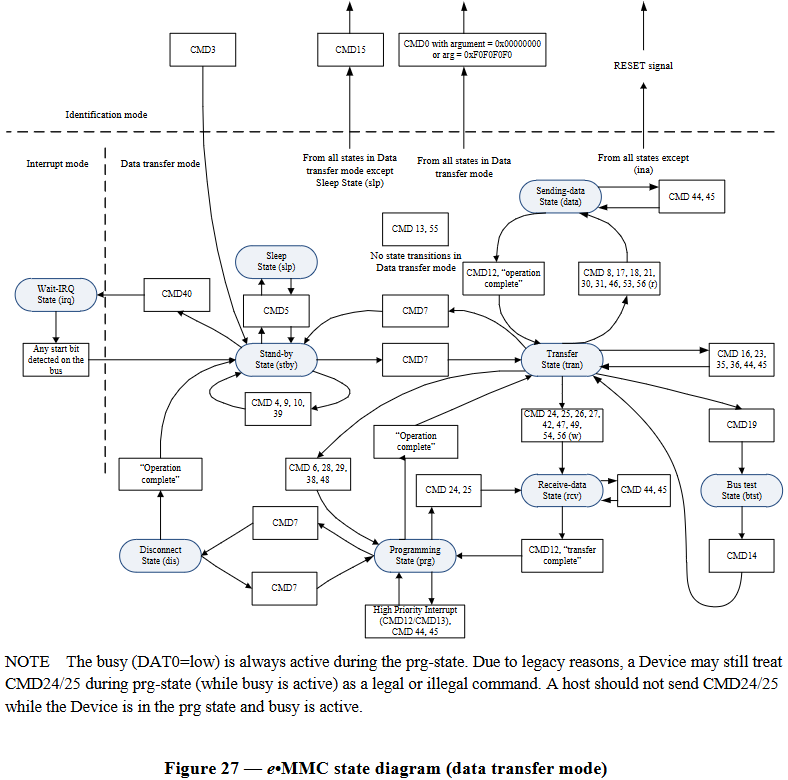 CMD3
CMD15
CMD0 with argument = 0x00000000
or arg = 0xF0F0F0F0
RESET signal
Identification mode
Interrupt mode
Data transfer mode
From all states in Data
transfer mode except
Sleep State (slp)
From all states in Data
transfer mode
From all states except
(ina)
Sending-data
State (data)
CMD 44, 45
CMD 13, 55
No state transitions in
Data transfer mode
Sleep
State (slp)
CMD12, “operation
complete”
CMD 8, 17, 18, 21,
30, 31, 46, 53, 56 (r)
Wait-IRQ
State (irq)
CMD40
CMD5
CMD7
Any start bit
detected on the
bus
Stand-by
State (stby)
CMD7
Transfer
State (tran)
CMD 16, 23,
35, 36, 44, 45
CMD 4, 9, 10,
39
CMD 24, 25, 26, 27,
42, 47, 49,
54, 56 (w)
CMD19
“Operation
complete”
“Operation
complete”
CMD 6, 28, 29,
38, 48
CMD 24, 25
Receive-data
State (rcv)
CMD 44, 45
Bus test
State (btst)
CMD7
Disconnect
State (dis)
Programming
State (prg)
CMD12, “transfer
complete”
CMD14
CMD7
High Priority Interrupt
(CMD12/CMD13),
CMD 44, 45
NOTE The busy (DAT0=low) is always active during the prg-state. Due to legacy reasons, a Device may still treat
CMD24/25 during prg-state (while busy is active) as a legal or illegal command. A host should not send CMD24/25
while the Device is in the prg state and busy is active.
Figure 27 — e•MMC state diagram (data transfer mode)